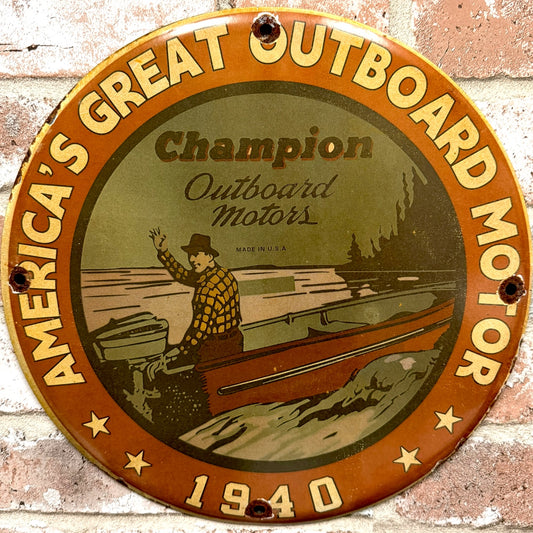 AMERICA'S GREAT OUTBOARD MOTOR
Champion
Outboard
Motors
MADE IN U.S.A
1940